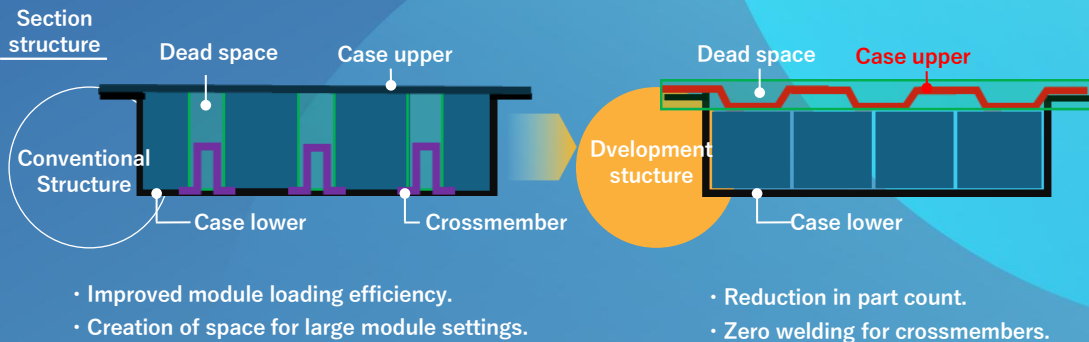 Section
structure
Dead space
Case upper
Conventional
Structure
Case lower
Crossmember
Dead space
Case upper
Dvelopment
stucture
Case lower
・Improved module loading efficiency.
・Creation of space for large module settings.
・Reduction in part count.
・Zero welding for crossmembers.